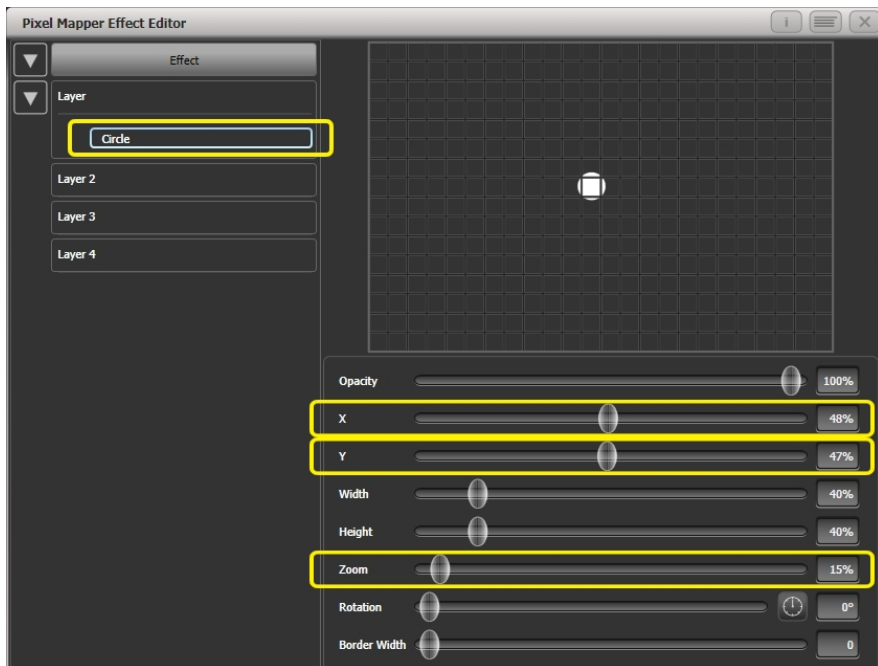 Pixel Mapper Effect Editor
i
Effect
Layer
Circle
Layer 2
Layer 3
Layer 4
Opacity 100%
X 48%
Y 47%
Width 40%
Height 40%
Zoom 15%
Rotation 0°
Border Width 0